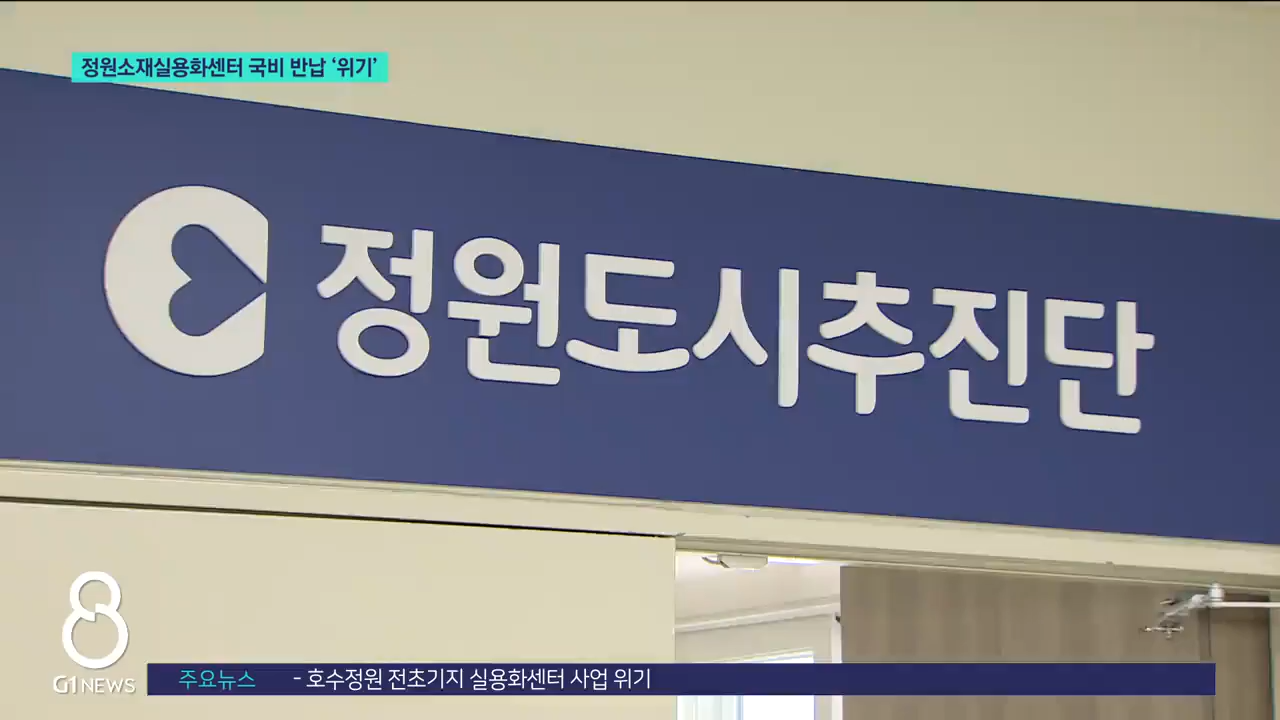 정원소재실용화센터 국비 반납 ‘위기’
정원도시추진단
8
G1 NEWS
주요뉴스 - 호수정원 전초기지 실용화센터 사업 위기